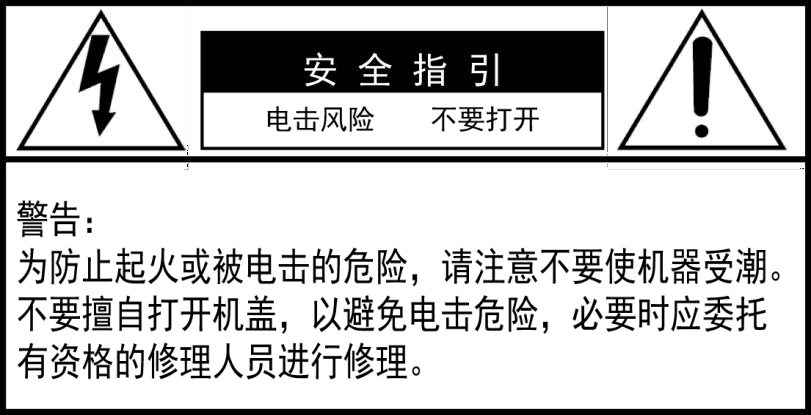 安全指引
电击风险 不要打开
警告:
为防止起火或被电击的危险，请注意不要使机器受潮。
不要擅自打开机盖，以避免电击危险，必要时应委托
有资格的修理人员进行修理。